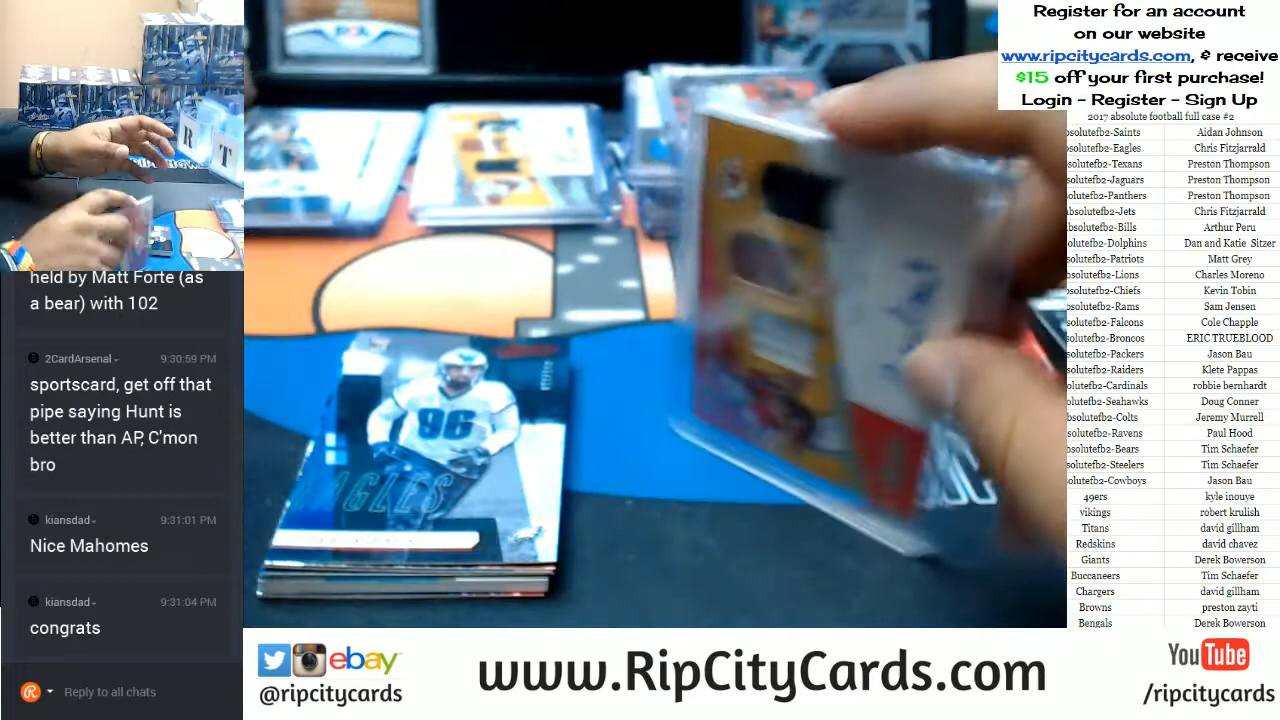 Register for an account
on our website
www.ripcitycards.com, & receive
$15 off your first purchase!
Login - Register - Sign Up
2017 absolute football full case #2
bsolutefb2-Saints Aidan Johnson
bsolutefb2-Eagles Chris Fitzjarrald
bsolutefb2-Texans Preston Thompson
bsolutefb2-Jaguars Preston Thompson
bsolutefb2-Panthers Preston Thompson
absolutefb2-Jets Chris Fitzjarrald
absolutefb2-Bills Arthur Peru
solutefb2-Dolphins Dan and Katie Sitzer
bsolutefb2-Patriots Matt Grey
bsolutefb2-Lions Charles Moreno
bsolutefb2-Chiefs Kevin Tobin
bsolutefb2-Rams Sam Jensen
bsolutefb2-Falcons Cole Chapple
bsolutefb2-Broncos ERIC TRUEBLOOD
bsolutefb2-Packers Jason Bau
bsolutefb2-Raiders Klete Pappas
olutefb2-Cardinals robbie bernhardt
olutefb2-Seahawks Doug Conner
bsolutefb2-Colts Jeremy Murrell
bsolutefb2-Ravens Paul Hood
bsolutefb2-Bears Tim Schaefer
solutefb2-Steelers Tim Schaefer
olutefb2-Cowboys Jason Bau
49ers kyle inouye
vikings robert krulish
Titans david gillham
Redskins david chavez
Giants Derek Bowerson
Buccaneers Tim Schaefer
Chargers david gillham
Browns preston zayti
Bengals Derek Bowerson
R
T
held by Matt Forte (as
a bear) with 102
2CardArsenal 9:30:59 PM
sportscard, get off that
pipe saying Hunt is
better than AP, C'mon
bro
kiansdad 9:31:01 PM
Nice Mahomes
kiansdad 9:31:04 PM
congrats
Reply to all chats
96
EAGLES
ebay
@ripcitycards
www.RipCityCards.com
YouTube
/ripcitycards